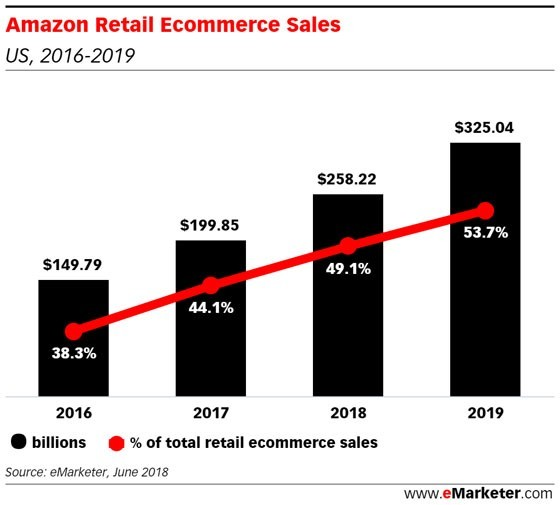 Amazon Retail Ecommerce Sales
US, 2016-2019
$325.04
$258.22
$199.85
$149.79
53.7%
49.1%
44.1%
38.3%
2016 2017 2018 2019
billions % of total retail ecommerce sales
Source: eMarketer, June 2018
www.eMarketer.com